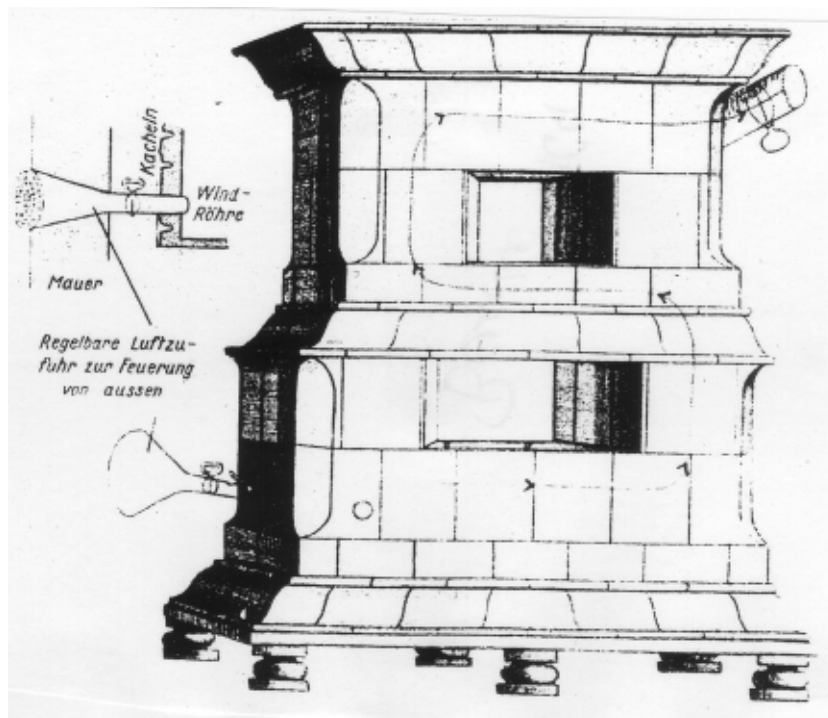 Kacheln
Wind-
Röhre
Mauer
Regelbare Luftzu-
fuhr zur Feuerung
von aussen